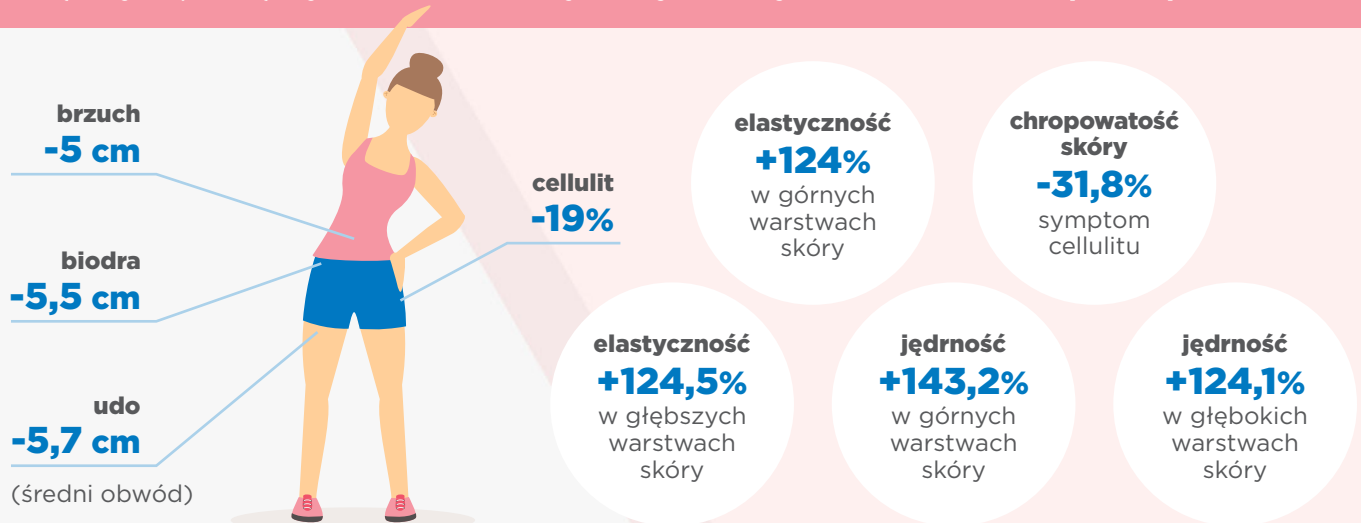 brzuch
-5 cm
biodra
-5,5 cm
udo
-5,7 cm
(średni obwód)
cellulit
-19%
elastyczność
+124%
w górnych
warstwach
skóry
chropowatość
skóry
-31,8%
symptom
cellulitu
elastyczność
+124,5%
w głębszych
warstwach
skóry
jędrność
+143,2%
w górnych
warstwach
skóry
jędrność
+124,1%
w głębokich
warstwach
skóry